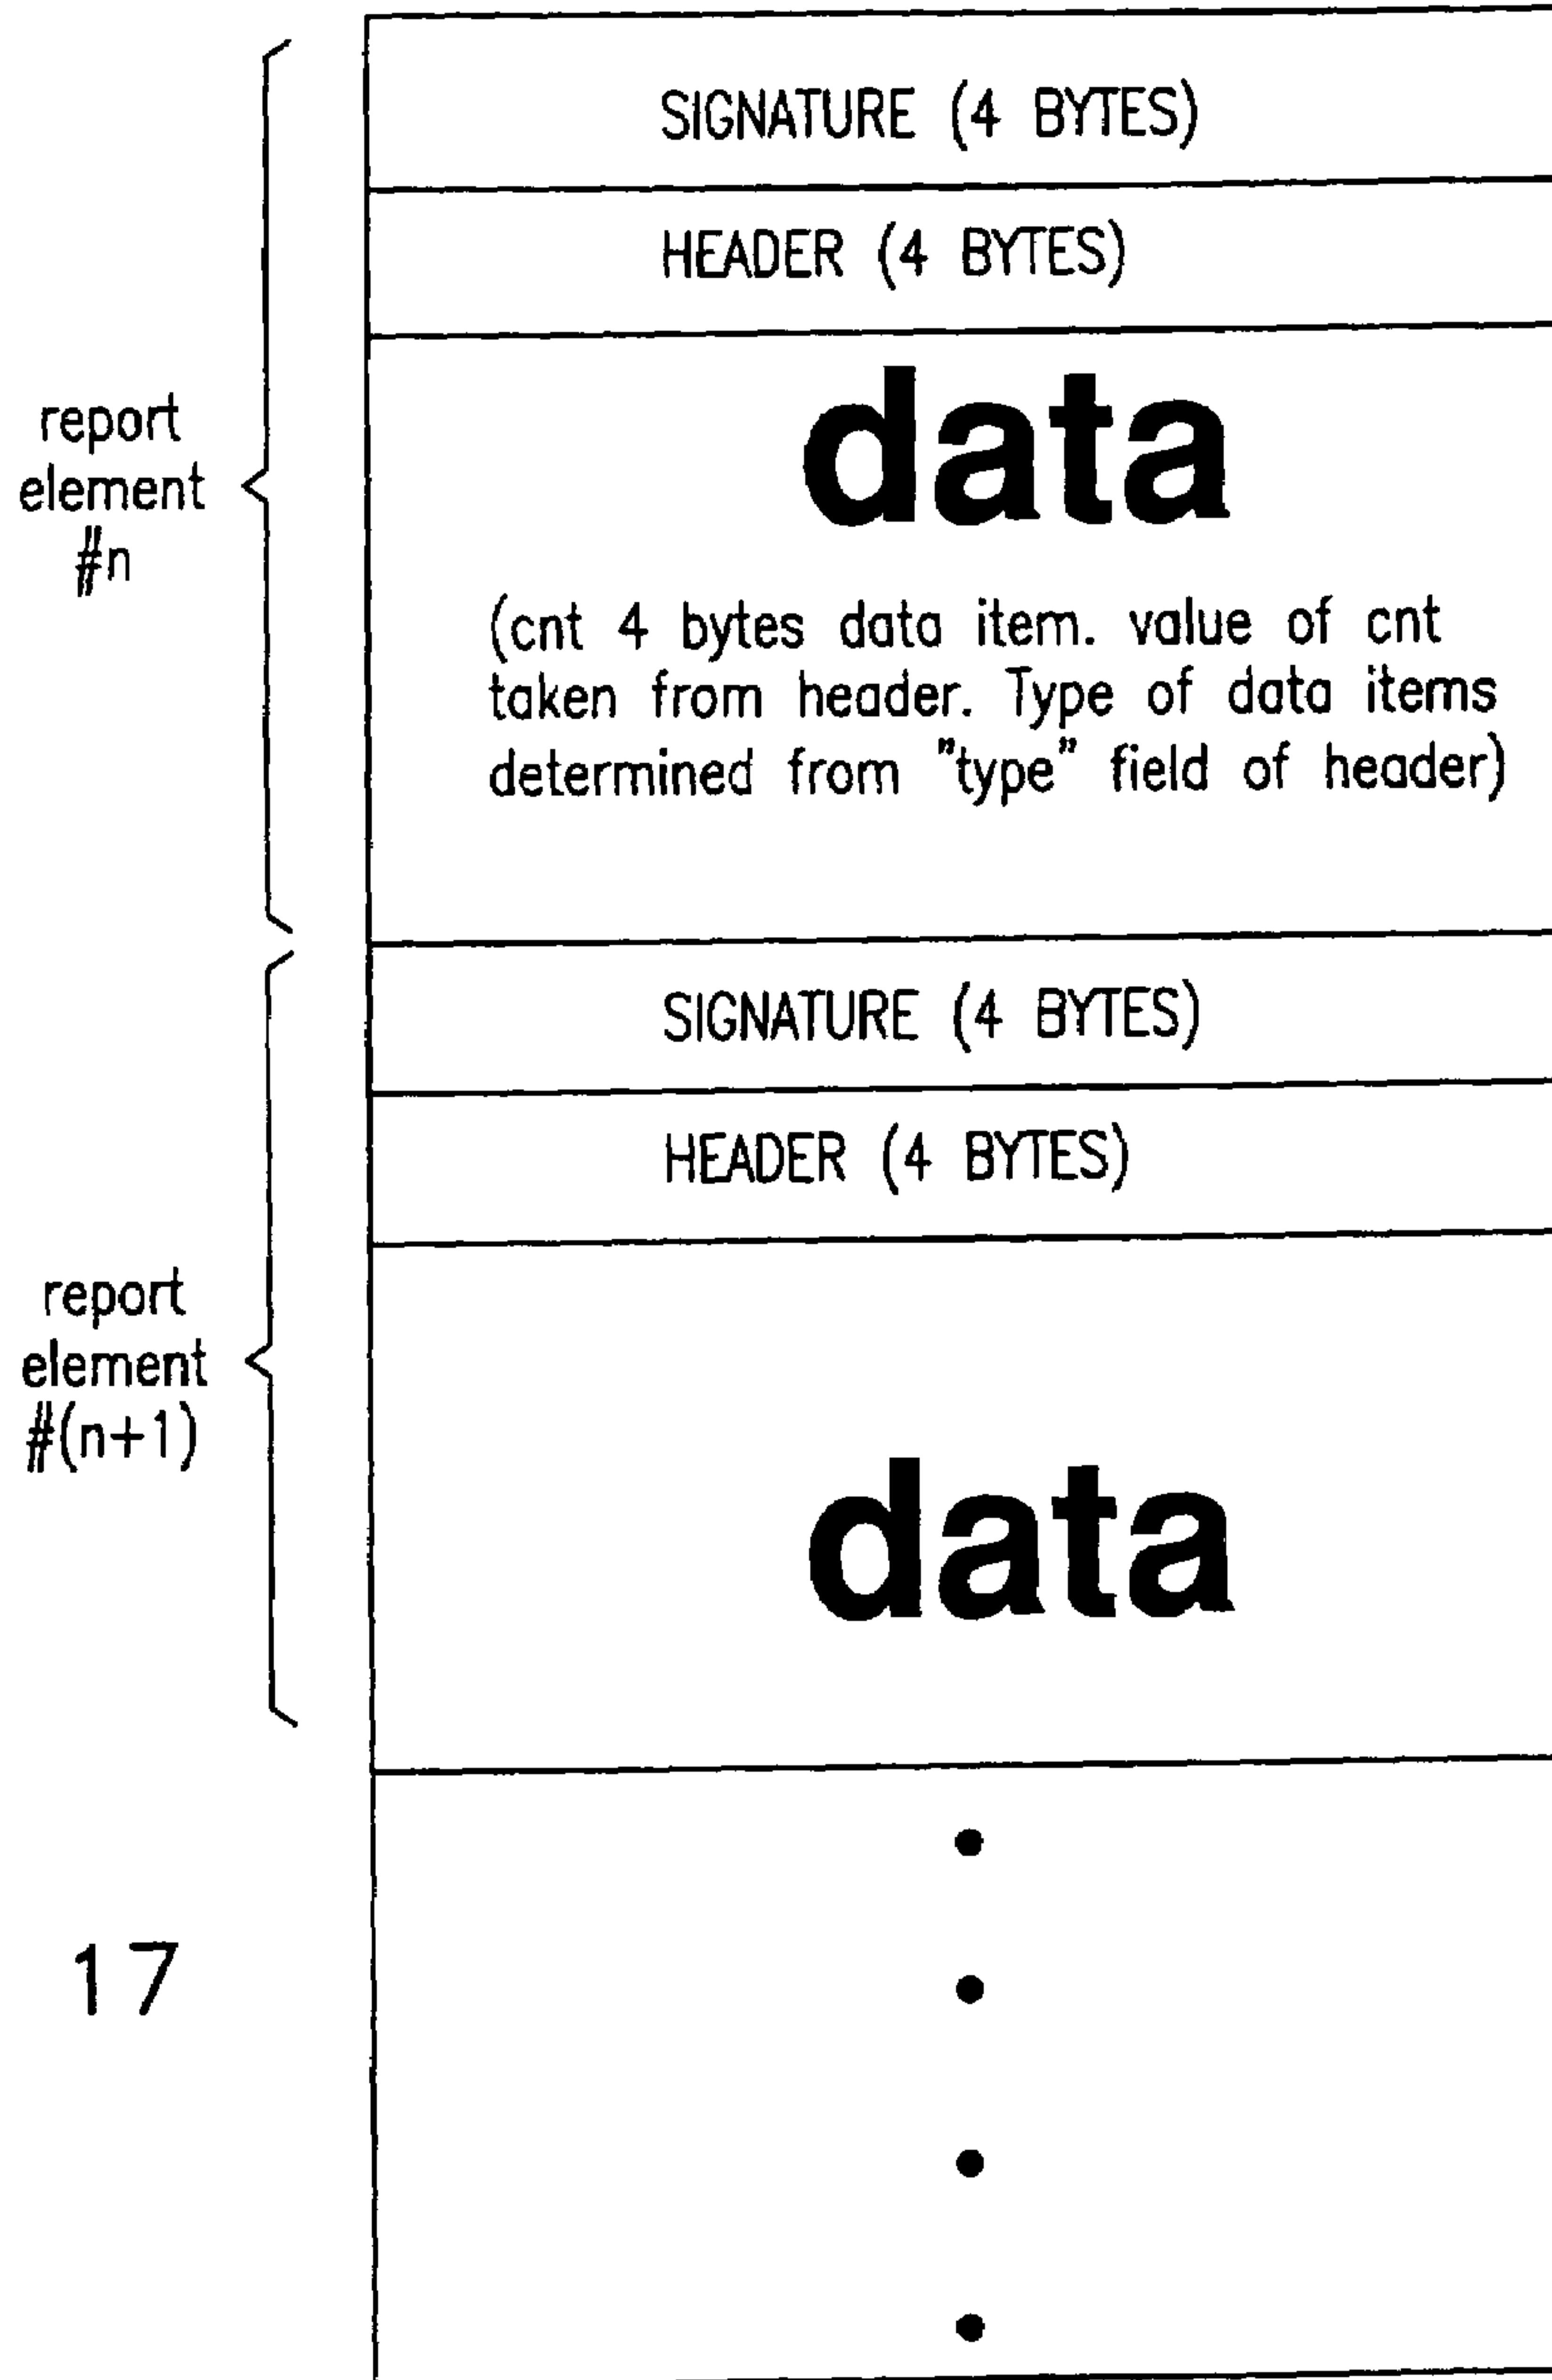 SIGNATURE (4 BYTES)
HEADER (4 BYTES)
data
report
element
#n
(cnt 4 bytes data item. value of cnt
taken from header. Type of data items
determined from "type" field of header)
SIGNATURE (4 BYTES)
HEADER (4 BYTES)
report
element
#(n+1)
data
17